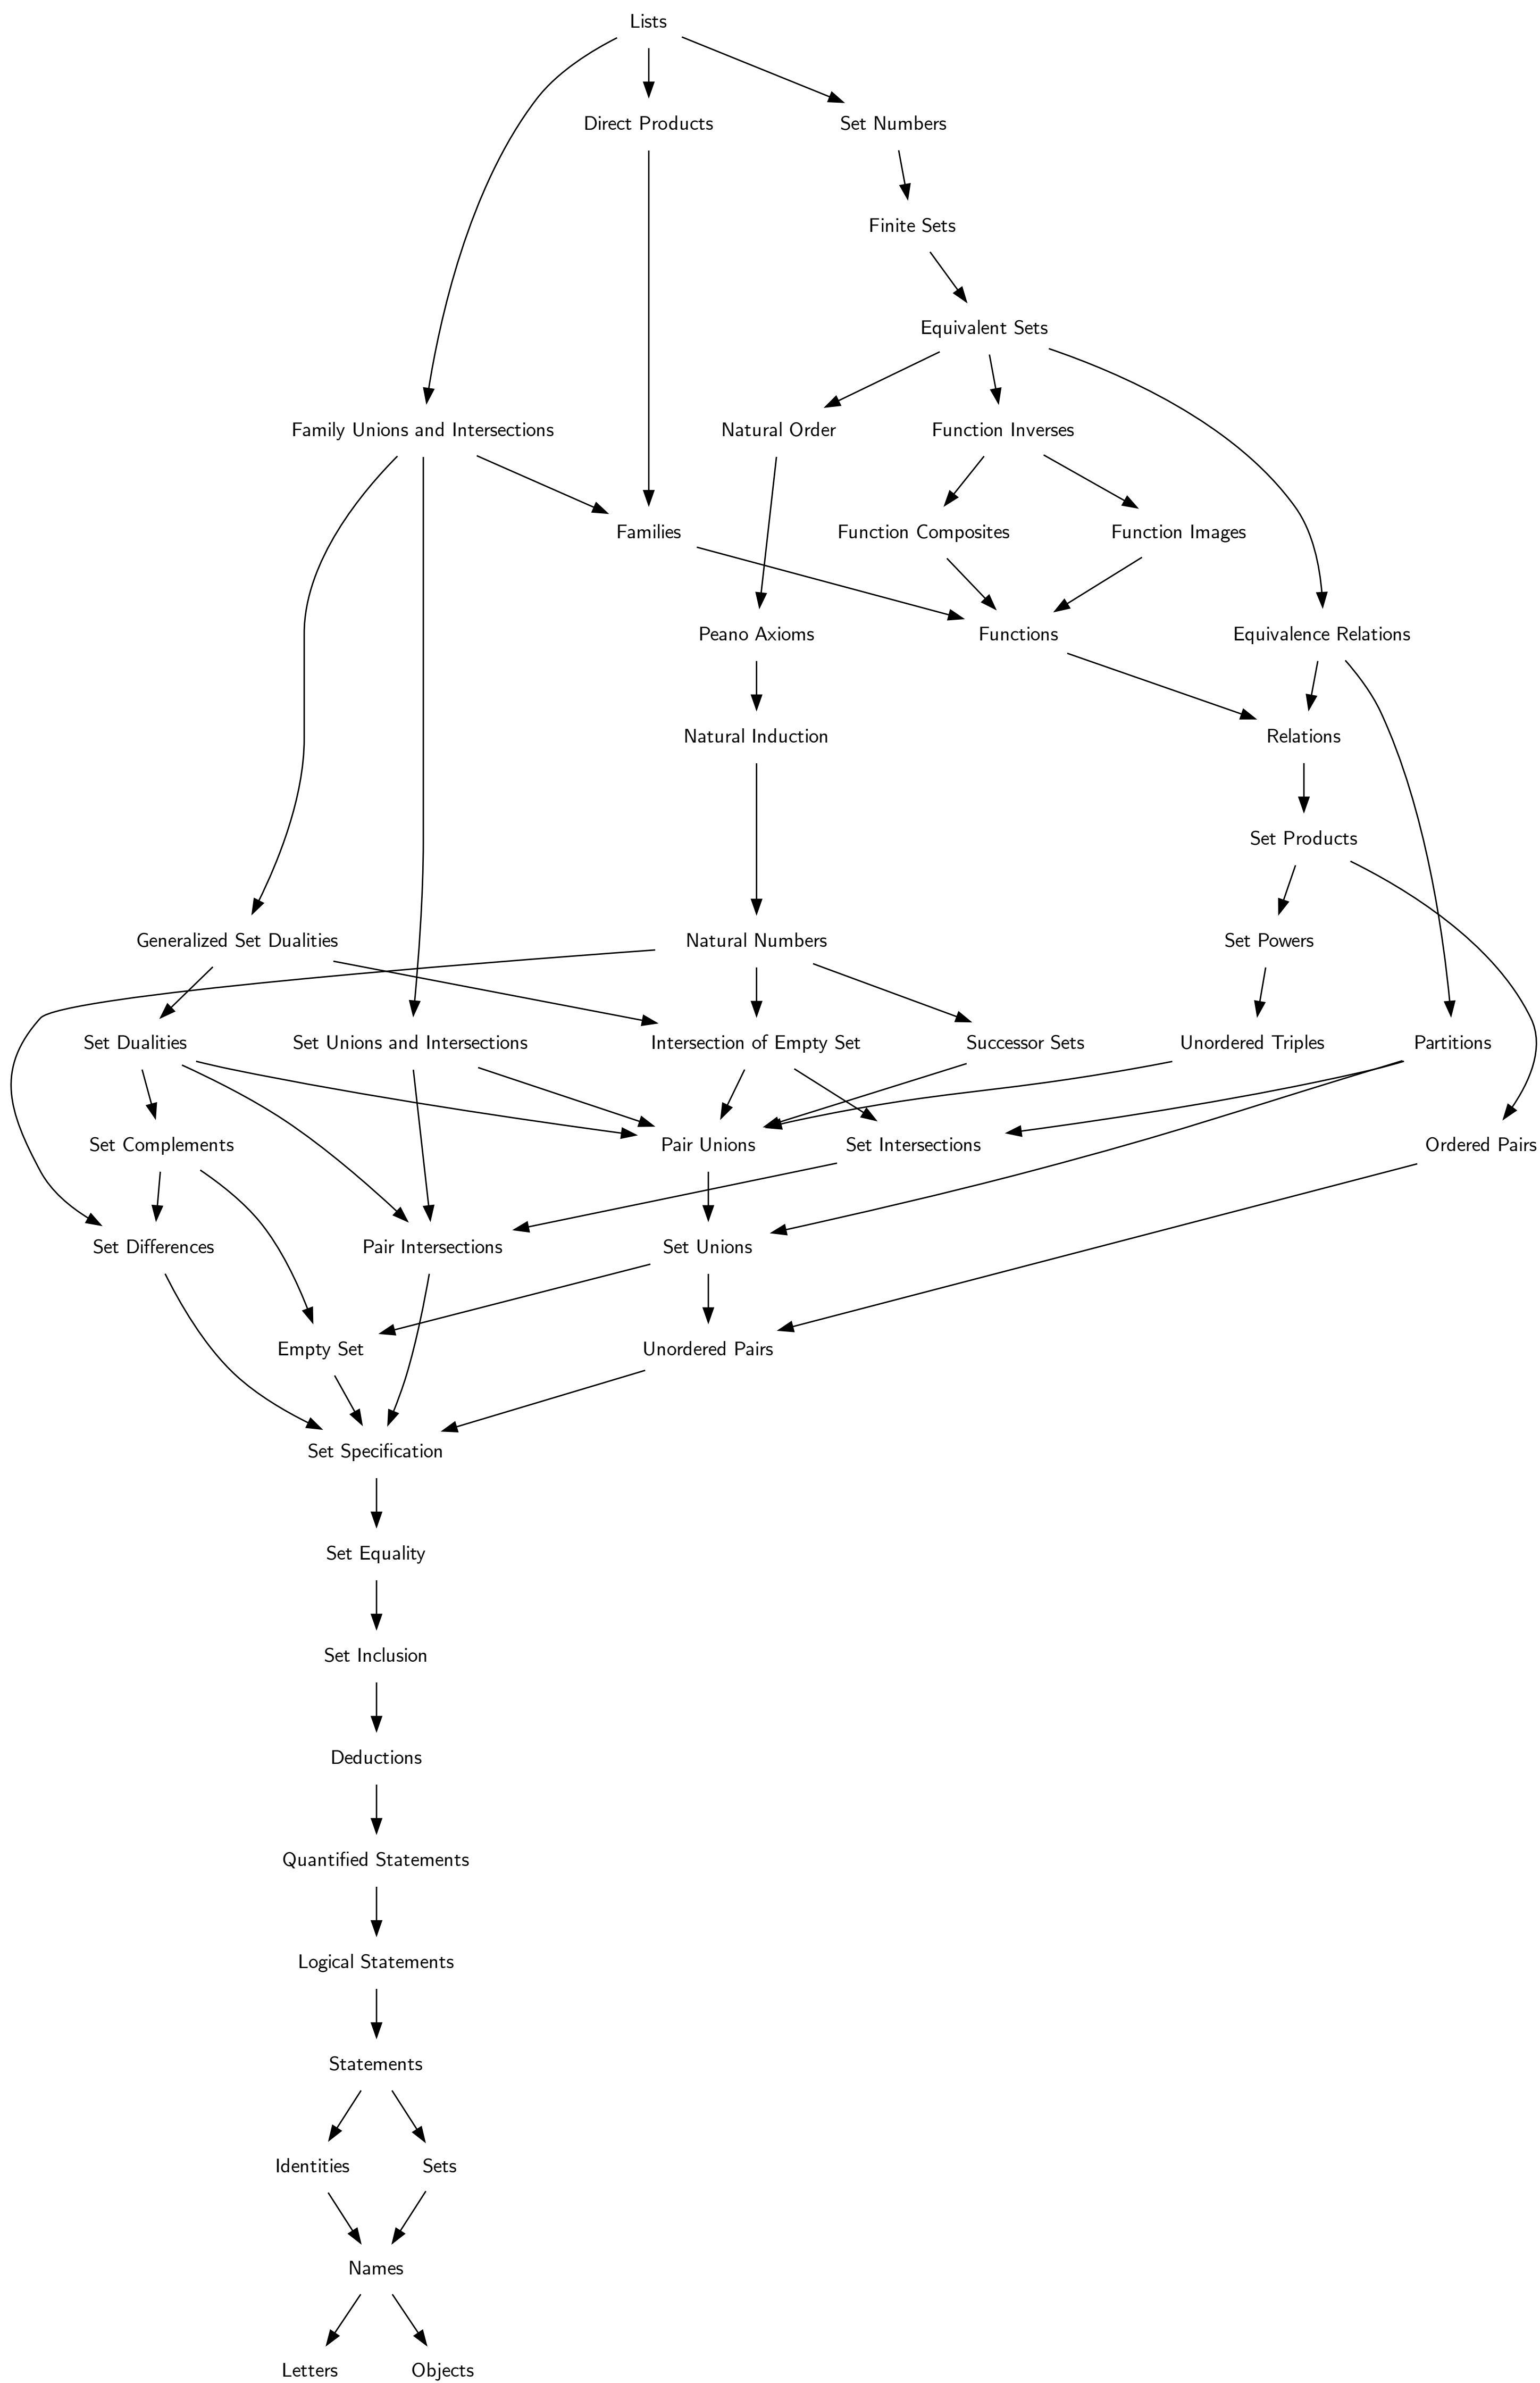 Lists
Direct Products
Set Numbers
Finite Sets
Equivalent Sets
Family Unions and Intersections
Natural Order
Function Inverses
Families
Function Composites
Function Images
Peano Axioms
Functions
Equivalence Relations
Natural Induction
Relations
Set Products
Generalized Set Dualities
Natural Numbers
Set Powers
Set Dualities
Set Unions and Intersections
Intersection of Empty Set
Successor Sets
Unordered Triples
Partitions
Set Complements
Pair Unions
Set Intersections
Ordered Pairs
Set Differences
Pair Intersections
Set Unions
Empty Set
Unordered Pairs
Set Specification
Set Equality
Set Inclusion
Deductions
Quantified Statements
Logical Statements
Statements
Identities
Sets
Names
Letters
Objects